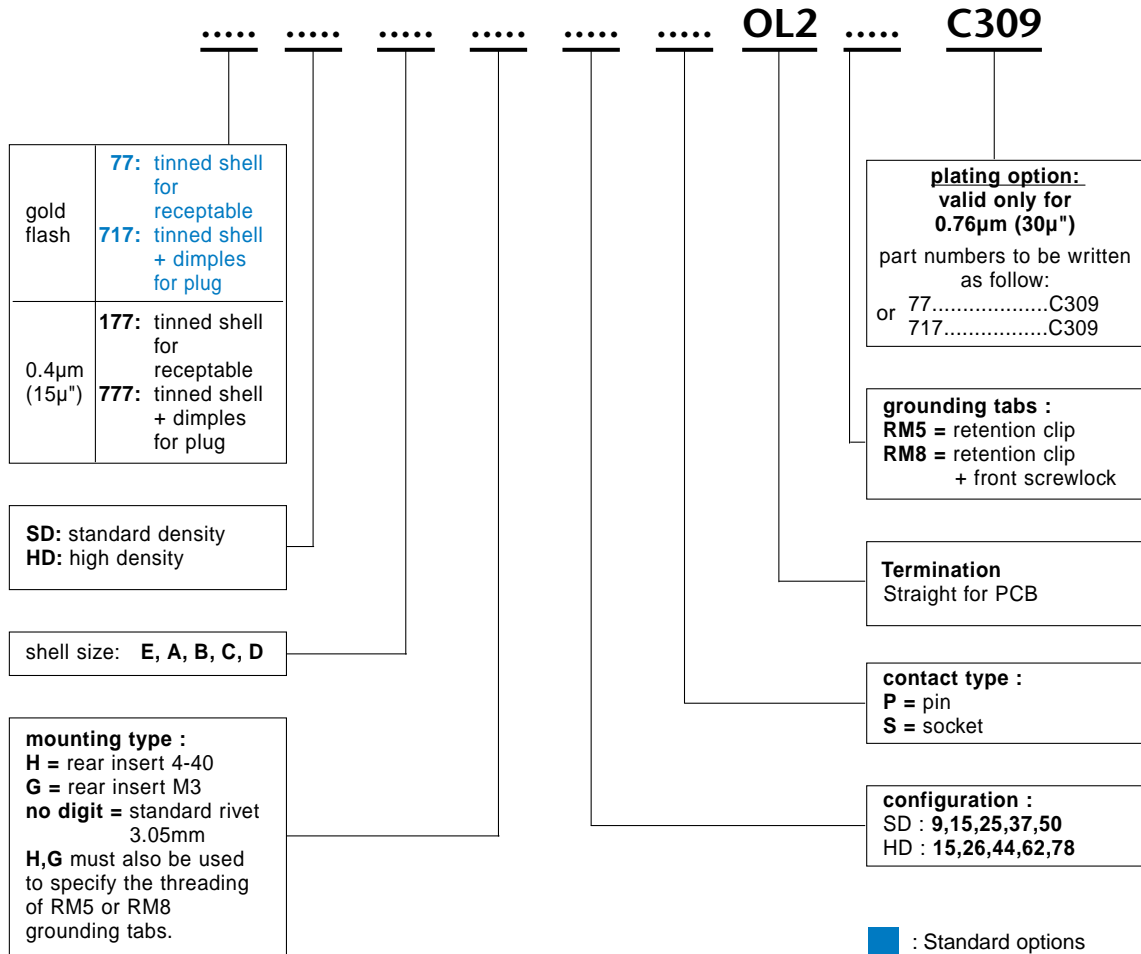 ..... ..... ..... ..... ..... ..... OL2 ..... C309
gold
flash
77: tinned shell
for
receptable
717: tinned shell
+ dimples
for plug
0.4µm
(15µ")
177: tinned shell
for
receptable
777: tinned shell
+ dimples
for plug
SD: standard density
HD: high density
shell size: E, A, B, C, D
mounting type :
H = rear insert 4-40
G = rear insert M3
no digit = standard rivet
3.05mm
H,G must also be used
to specify the threading
of RM5 or RM8
grounding tabs.
plating option:
valid only for
0.76µm (30µ")
part numbers to be written
as follow:
or 77...................C309
717.................C309
grounding tabs :
RM5 = retention clip
RM8 = retention clip
+ front screwlock
Termination
Straight for PCB
contact type :
P = pin
S = socket
configuration :
SD : 9,15,25,37,50
HD : 15,26,44,62,78
: Standard options